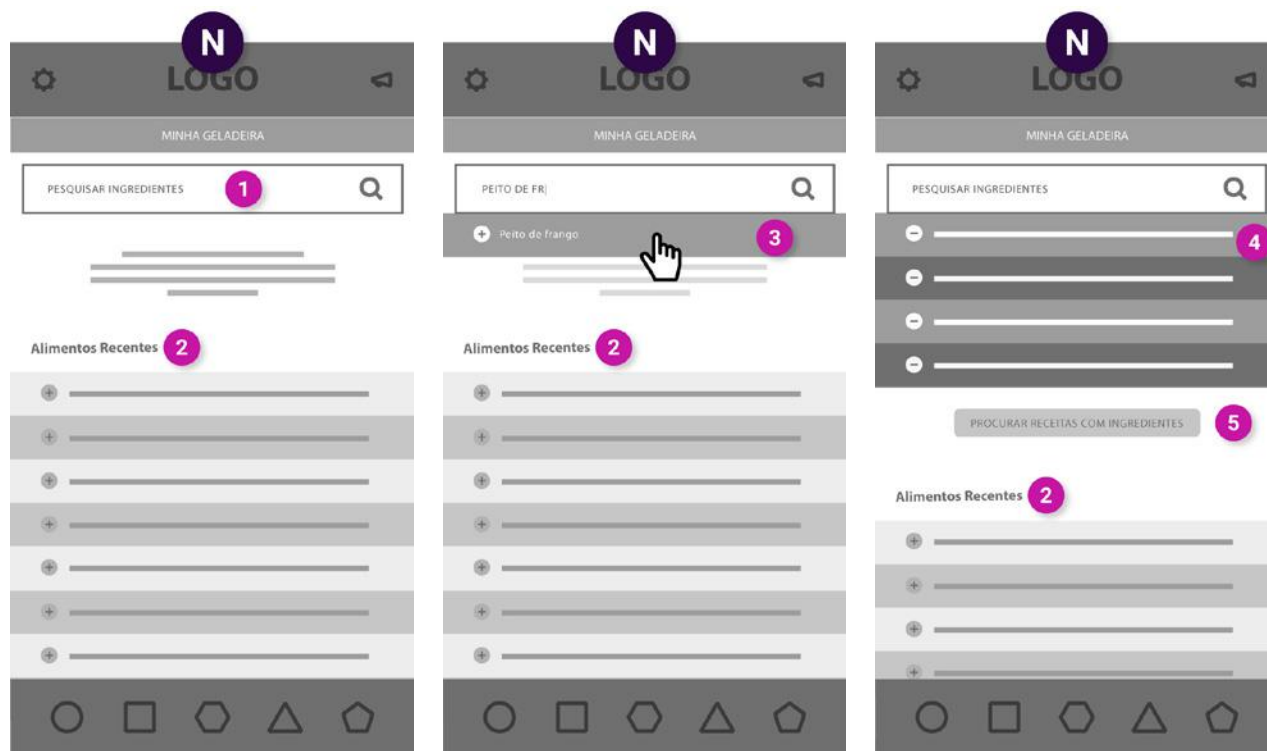 N
LOGO
MINHA GELADEIRA
PESQUISAR INGREDIENTES 1
Alimentos Recentes 2
N
LOGO
MINHA GELADEIRA
PEITO DE FR|
Peito de frango 3
Alimentos Recentes 2
N
LOGO
MINHA GELADEIRA
PESQUISAR INGREDIENTES
4
PROCURAR RECEITAS COM INGREDIENTES 5
Alimentos Recentes 2